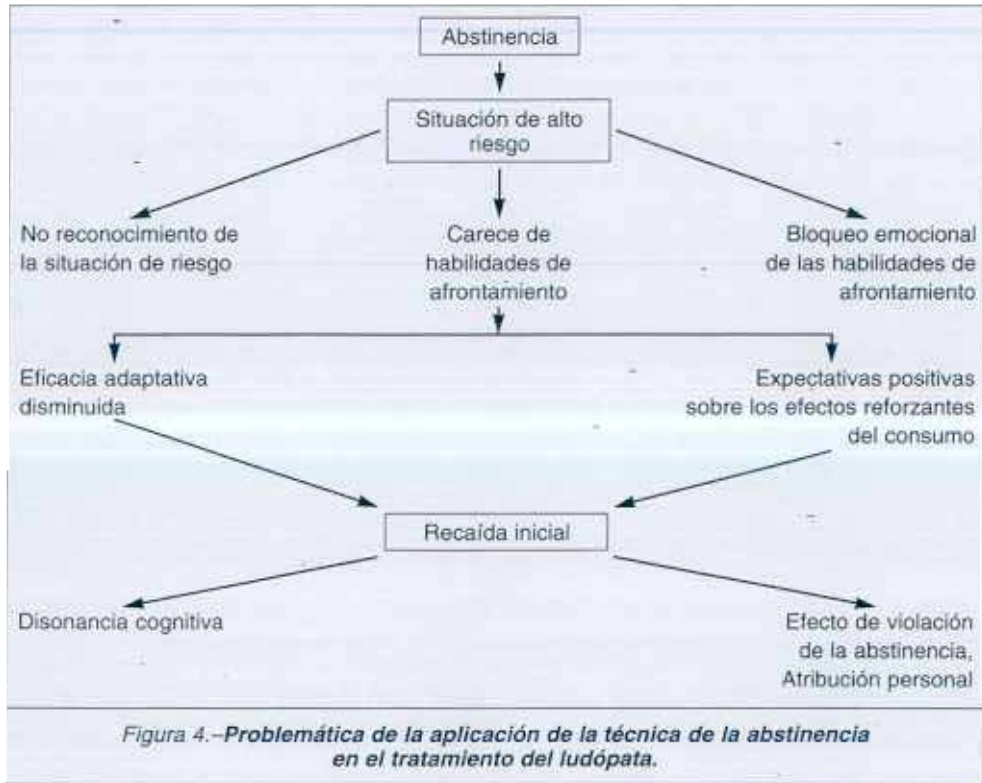 Abstinencia
Situación de alto
riesgo
No reconocimiento de
la situación de riesgo
Carece de
habilidades de
afrontamiento
Bloqueo emocional
de las habilidades de
afrontamiento
Eficacia adaptativa
disminuida
Expectativas positivas
sobre los efectos reforzantes
del consumo
Recaída inicial
Disonancia cognitiva
Efecto de violación
de la abstinencia,
Atribución personal
Figura 4.–Problemática de la aplicación de la técnica de la abstinencia
en el tratamiento del ludópata.